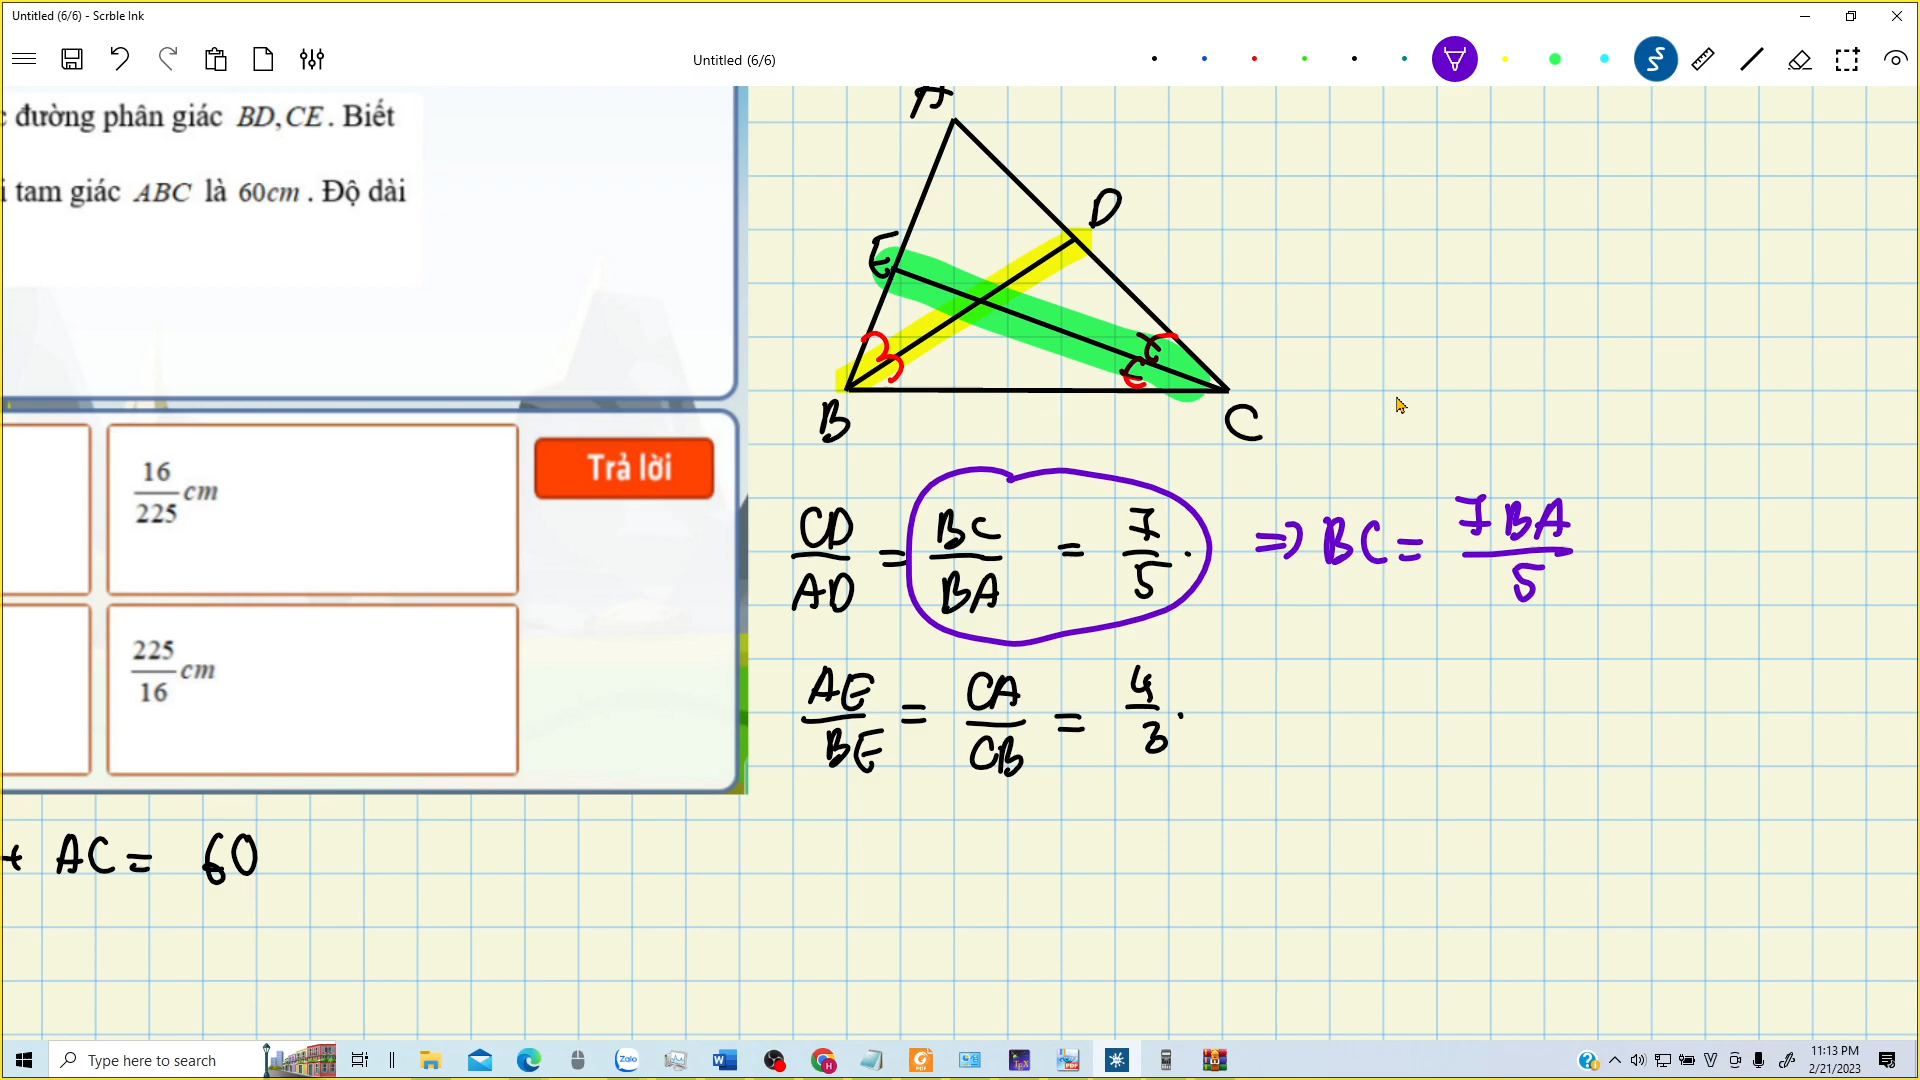 Untitled (6/6) - Scrble Ink
Untitled (6/6)
c đường phân giác BD, CE. Biết
i tam giác ABC là 60cm. Độ dài
A
D
E
B
C
16/225 cm
Trả lời
225/16 cm
CD/AD = BC/BA = 7/5. => BC = 7BA/5
AE/BE = CA/CB = 4/3.
+ AC = 60
Type here to search
Zalo
11:13 PM
2/21/2023